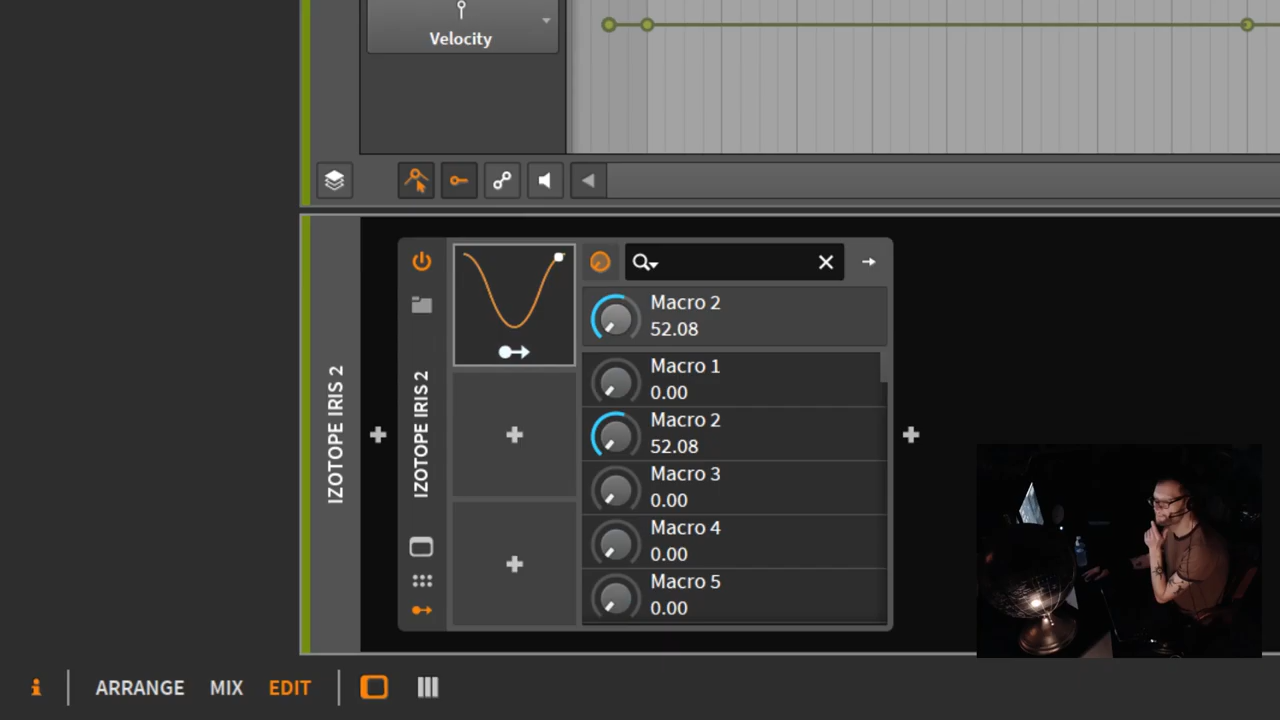 Velocity
IZOTOPE IRIS 2
IZOTOPE IRIS 2
Macro 2
52.08
Macro 1
0.00
Macro 2
52.08
Macro 3
0.00
Macro 4
0.00
Macro 5
0.00
ARRANGE MIX EDIT